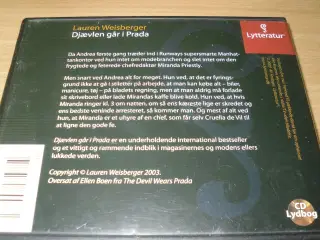 Lauren Weisberger
Djævlen går i Prada
Lytteratur
Da Andrea første gang træder ind i Runways supersmarte Manhat-
tankontor ved hun intet om modebranchen og slet intet om den
frygtede og feterede chefredaktør Miranda Priestly.
Men snart ved Andrea alt for meget. Hun ved, at det er fyrings-
grund ikke at gå i stiletter på arbejde, at man kan få alt – biler,
manicure, tøj – på bladets regning, men at man aldrig må forlade
sit skrivebord eller lade Mirandas kaffe blive kold. Hun ved, at hvis
Miranda ringer kl. 3 om natten, om så ens kæreste lige er skredet og
ens bedste veninde arresteret, så kommer man. Og hun ved af alt,
at Miranda er et uhyre af en chef, som får selv Cruella de Vil til at
ligne den gode fe.
Djævlen går i Prada er en underholdende international bestseller
og et vittigt og rammende indblik i magasinernes og modens ellers
lukkede verden.
Copyright © Lauren Weisberger 2003.
Oversat af Ellen Boen fra The Devil Wears Prada
CD
Lydbog